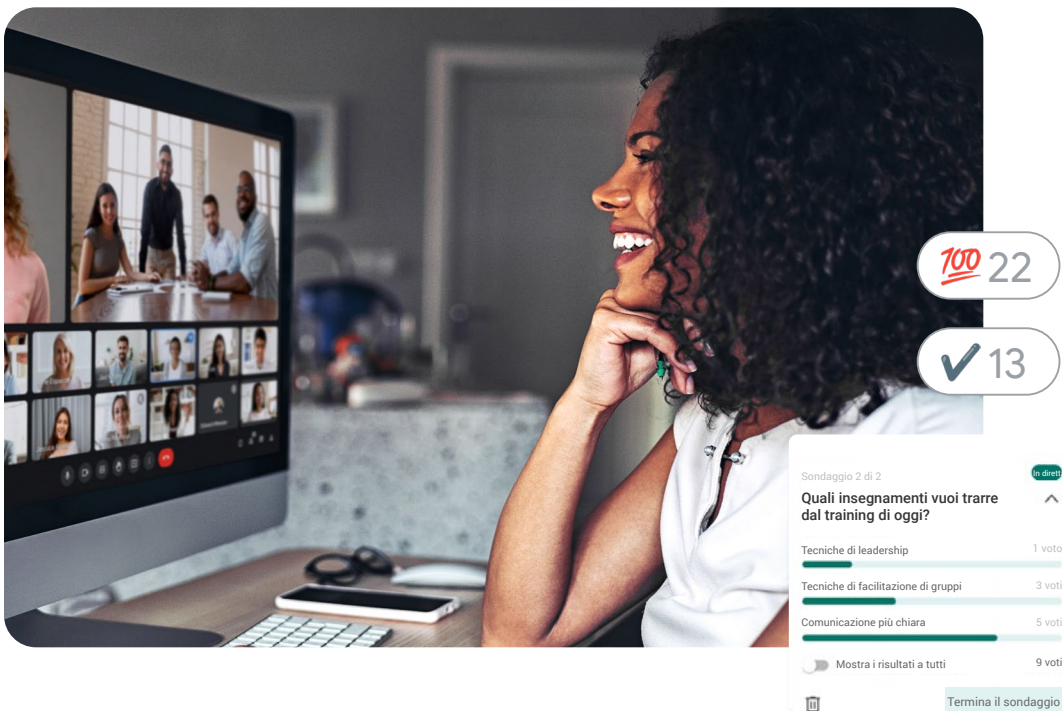 100 22
13
Sondaggio 2 di 2
In dirett
Quali insegnamenti vuoi trarre
dal training di oggi?
Tecniche di leadership 1 voto
Tecniche di facilitazione di gruppi 3 voti
Comunicazione più chiara 5 voti
Mostra i risultati a tutti 9 voti
Termina il sondaggio